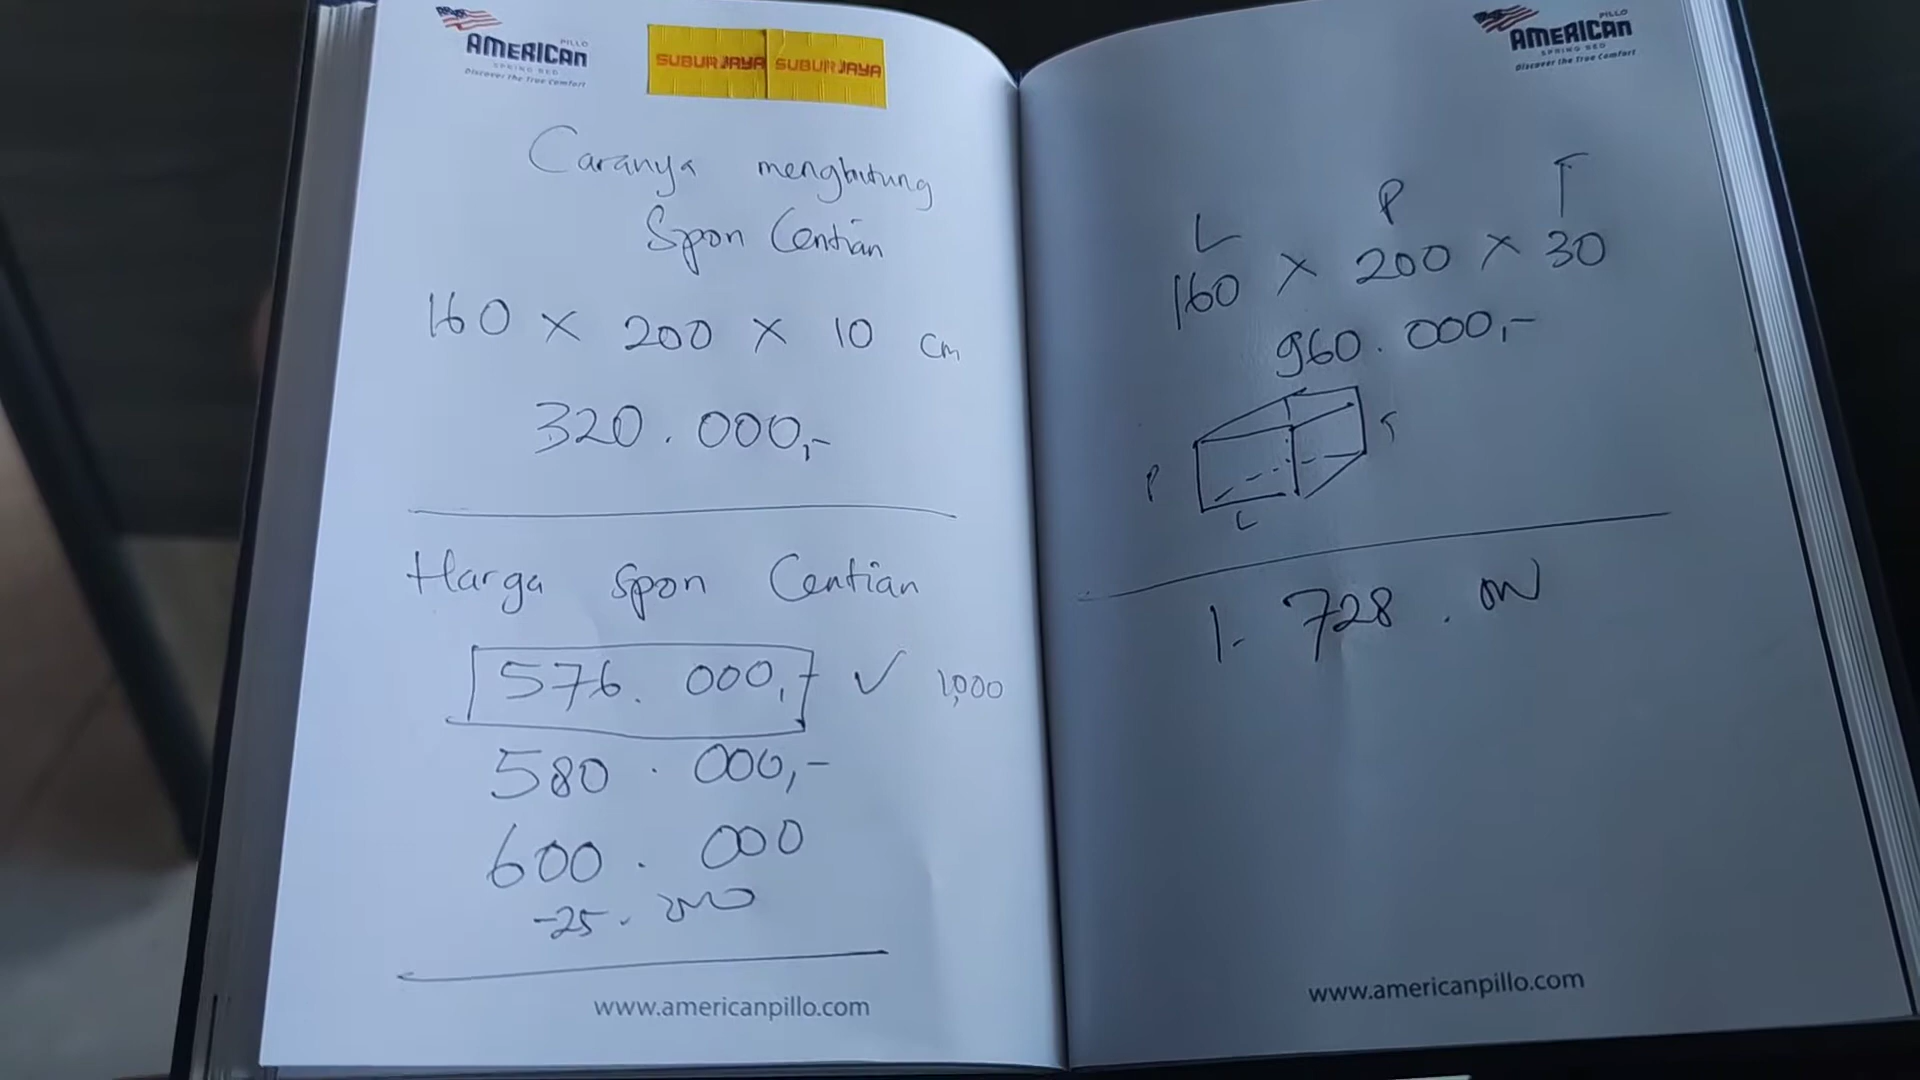 PILLO
AMERICAN
SPRING BED
Discover the True Comfort
SUBUR JAYA SUBUR JAYA
Caranya menghitung
Spon Centian
160 x 200 x 10 cm
320.000,-
Harga Spon Centian
576.000,- ✓ 1,000
580.000,-
600.000
-25.000
www.americanpillo.com
PILLO
AMERICAN
SPRING BED
Discover the True Comfort
L P T
160 x 200 x 30
960.000,-
P T
L
1.728.000
www.americanpillo.com